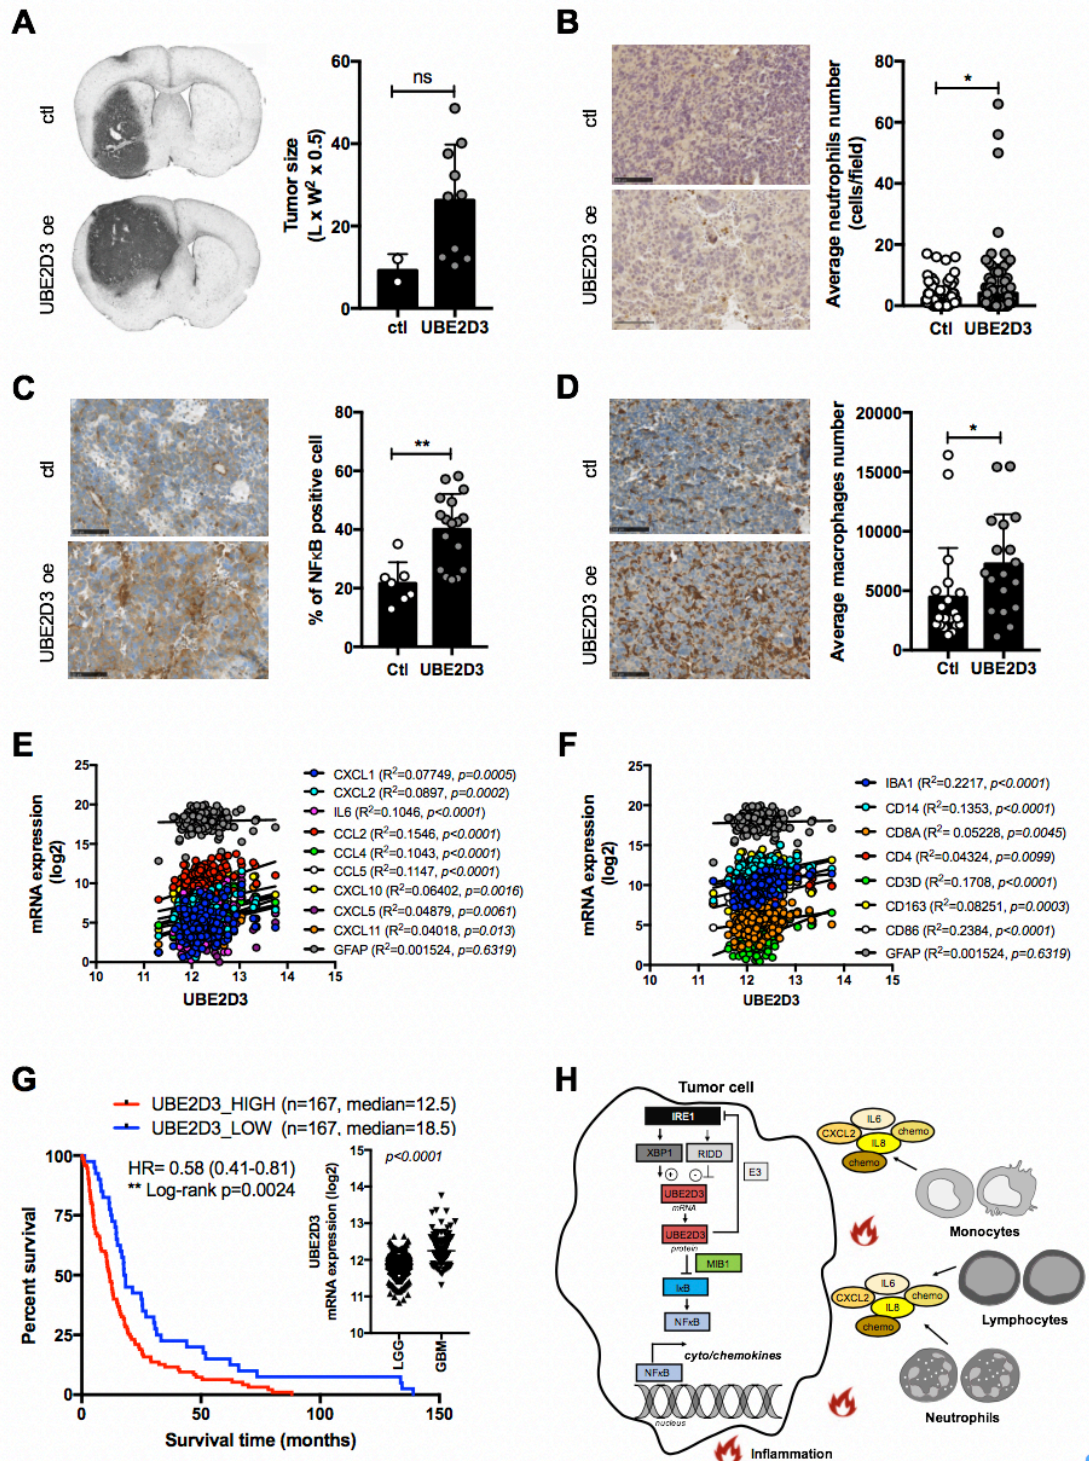 A
ctl
UBE2D3 oe
Tumor size
(L x W² x 0.5)
60
40
20
0
ns
ctl UBE2D3
B
ctl
UBE2D3 oe
Average neutrophils number
(cells/field)
80
60
40
20
0
*
Ctl UBE2D3
C
ctl
UBE2D3 oe
% of NFκB positive cell
80
60
40
20
0
**
Ctl UBE2D3
D
ctl
UBE2D3 oe
Average macrophages number
20000
15000
10000
5000
0
*
Ctl UBE2D3
E
mRNA expression
(log2)
25
20
15
10
5
0
10 11 12 13 14 15
UBE2D3
CXCL1 (R²=0.07749, p=0.0005)
CXCL2 (R²=0.0897, p=0.0002)
IL6 (R²=0.1046, p<0.0001)
CCL2 (R²=0.1546, p<0.0001)
CCL4 (R²=0.1043, p<0.0001)
CCL5 (R²=0.1147, p<0.0001)
CXCL10 (R²=0.06402, p=0.0016)
CXCL5 (R²=0.04879, p=0.0061)
CXCL11 (R²=0.04018, p=0.013)
GFAP (R²=0.001524, p=0.6319)
F
mRNA expression
(log2)
25
20
15
10
5
0
10 11 12 13 14 15
UBE2D3
IBA1 (R²=0.2217, p<0.0001)
CD14 (R²=0.1353, p<0.0001)
CD8A (R²= 0.05228, p=0.0045)
CD4 (R²=0.04324, p=0.0099)
CD3D (R²=0.1708, p<0.0001)
CD163 (R²=0.08251, p=0.0003)
CD86 (R²=0.2384, p<0.0001)
GFAP (R²=0.001524, p=0.6319)
G
UBE2D3_HIGH (n=167, median=12.5)
UBE2D3_LOW (n=167, median=18.5)
HR= 0.58 (0.41-0.81)
** Log-rank p=0.0024
Percent survival
100
75
50
25
0
0 50 100 150
Survival time (months)
p<0.0001
UBE2D3
mRNA expression (log2)
15
14
13
12
11
10
LGG
GBM
H
Tumor cell
IRE1
XBP1 RIDD
+ -
E3
UBE2D3
mRNA
UBE2D3
protein
MIB1
IκB
NFκB
cyto/chemokines
NFκB
nucleus
Inflammation
IL6
CXCL2 chemo
IL8
chemo
Monocytes
IL6
CXCL2 chemo
IL8
chemo
Lymphocytes
Neutrophils